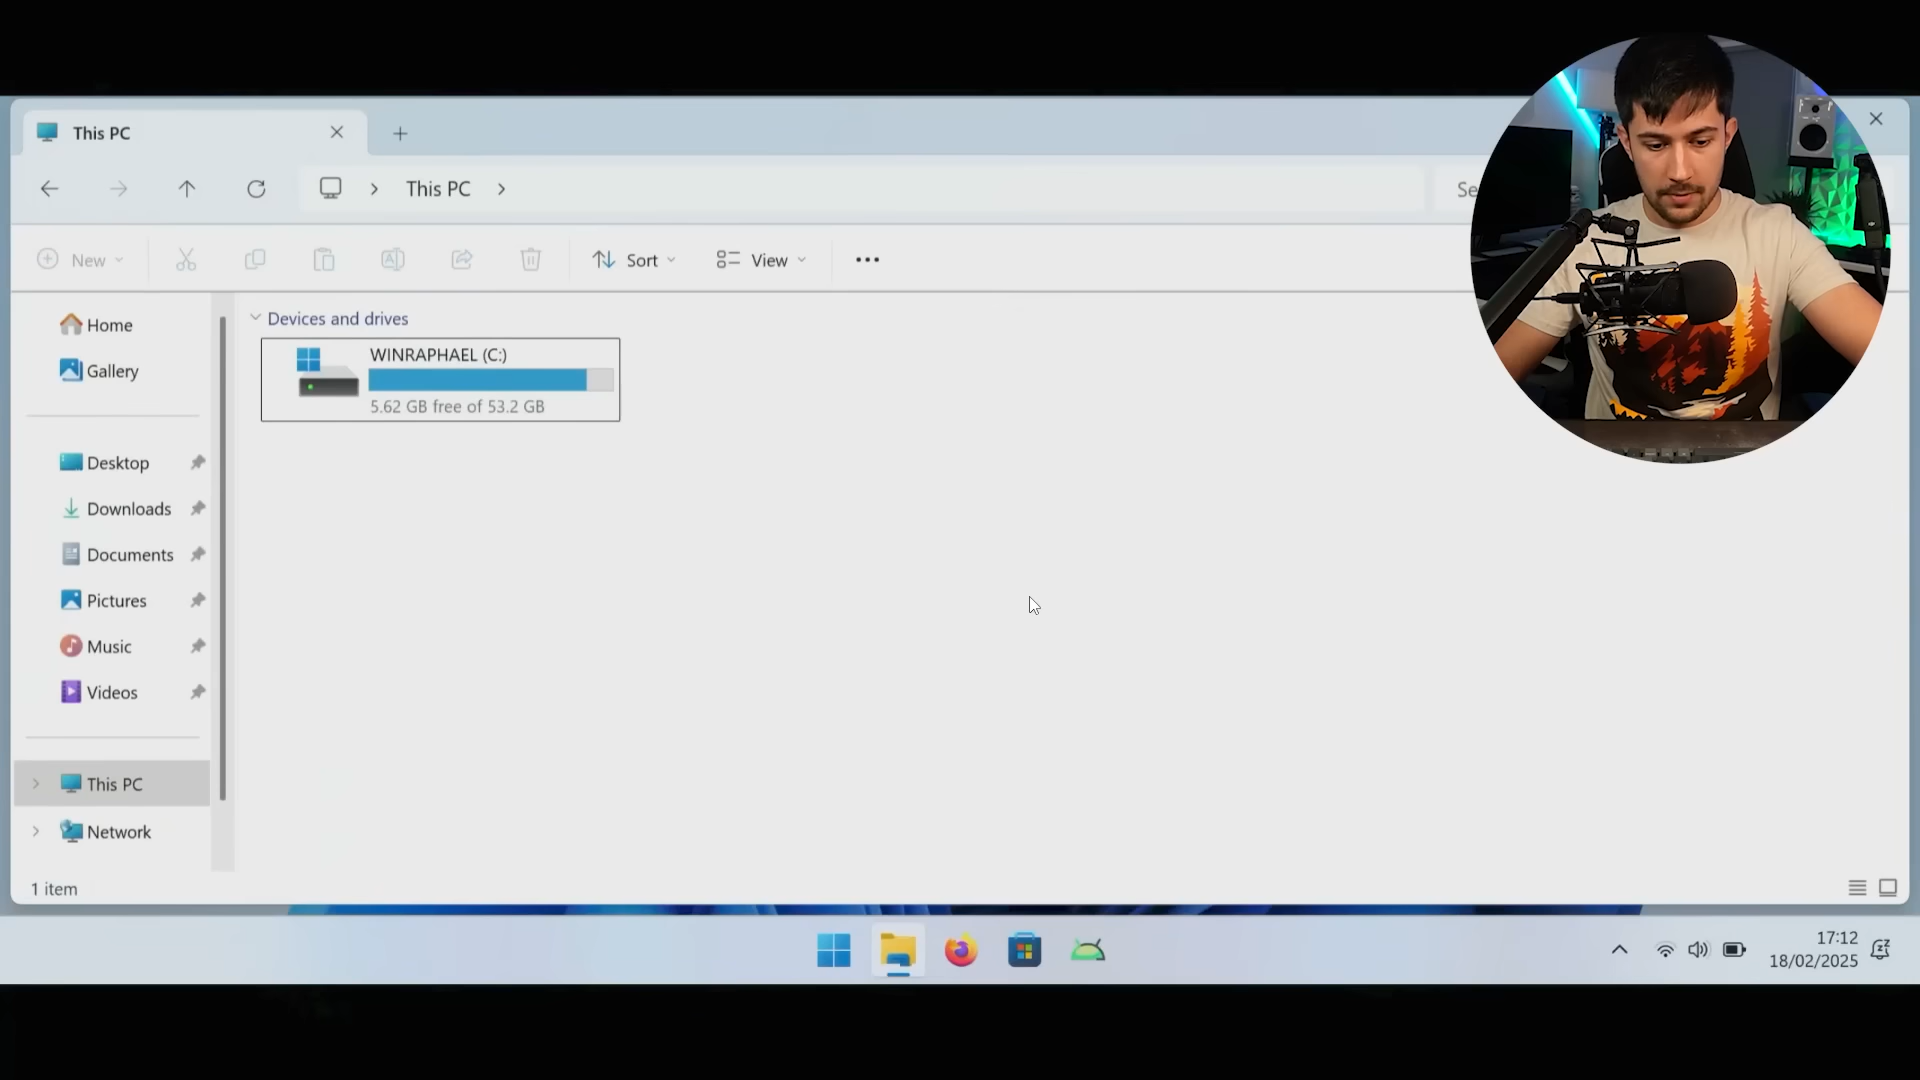 This PC
This PC
Se
New
Sort
View
Home
Gallery
Desktop
Downloads
Documents
Pictures
Music
Videos
This PC
Network
Devices and drives
WINRAPHAEL (C:)
5.62 GB free of 53.2 GB
1 item
17:12
18/02/2025